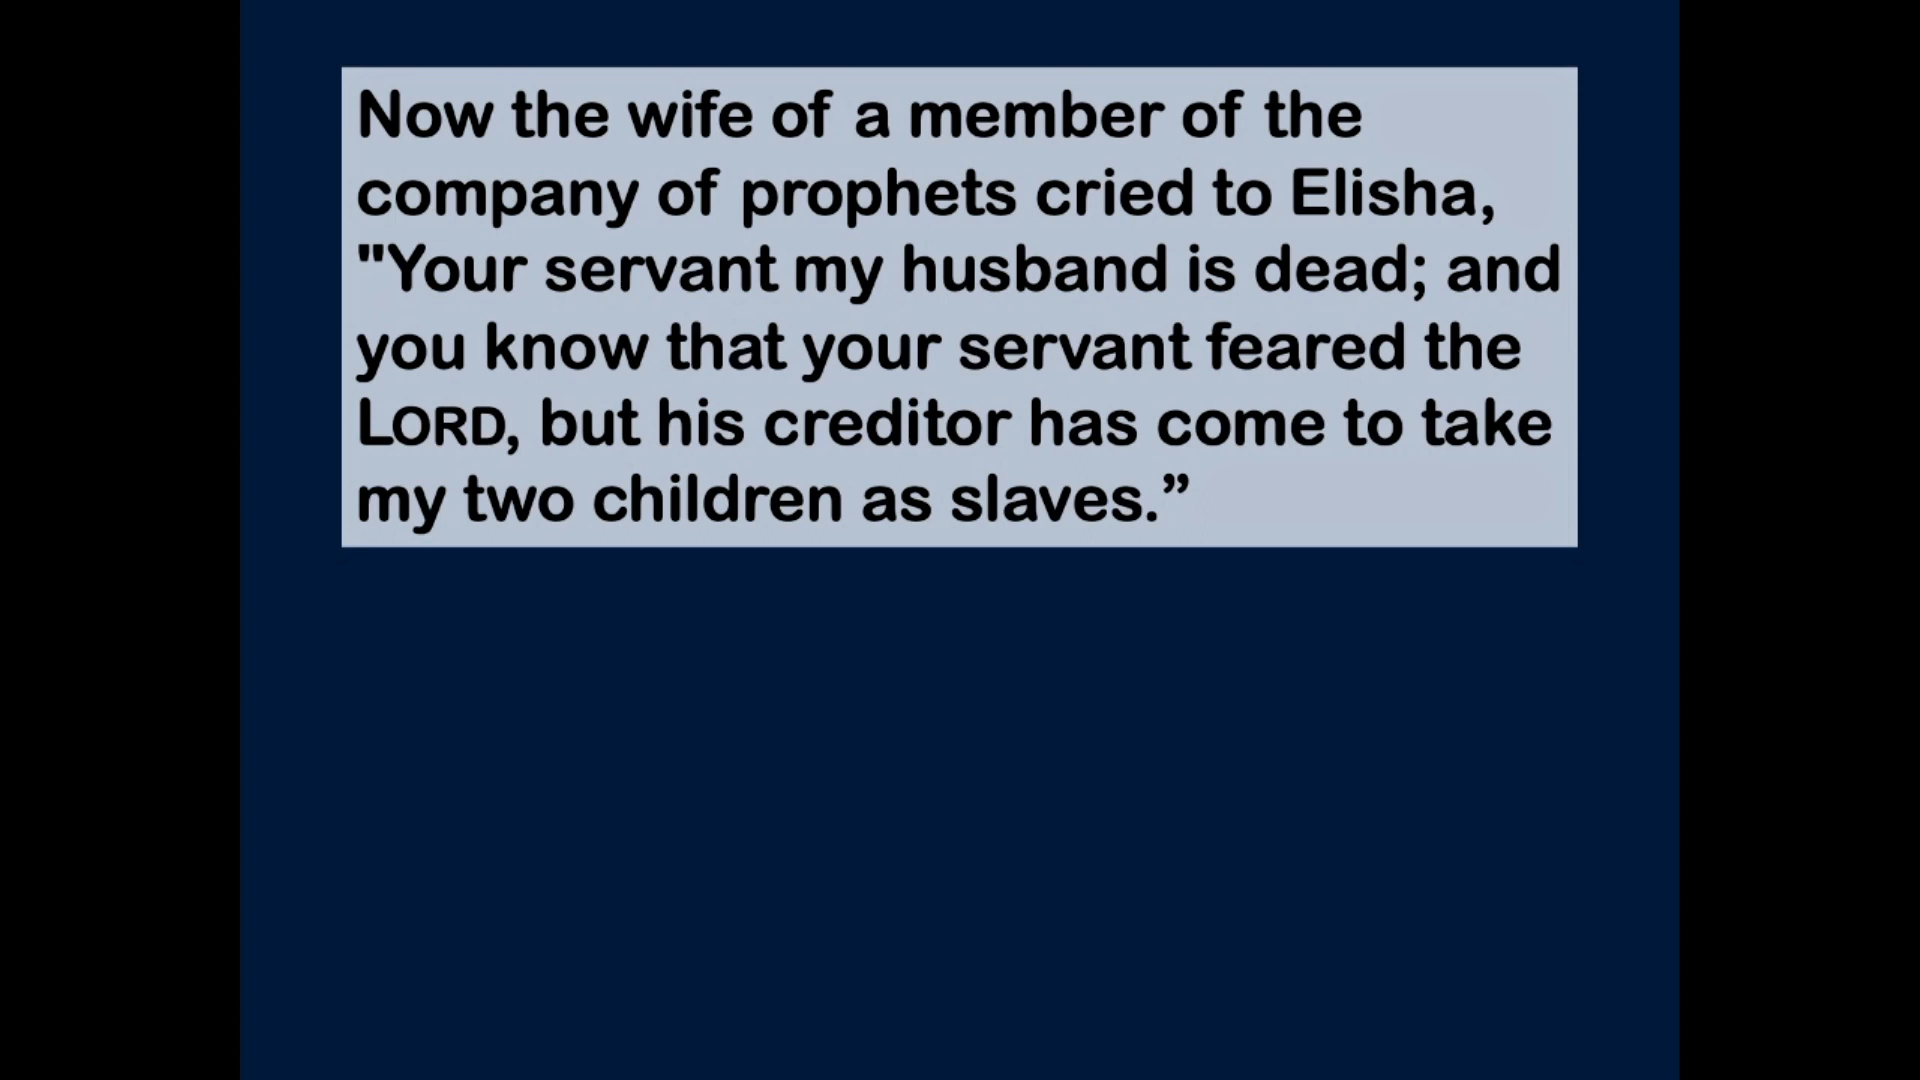 Now the wife of a member of the
company of prophets cried to Elisha,
"Your servant my husband is dead; and
you know that your servant feared the
LORD, but his creditor has come to take
my two children as slaves.”